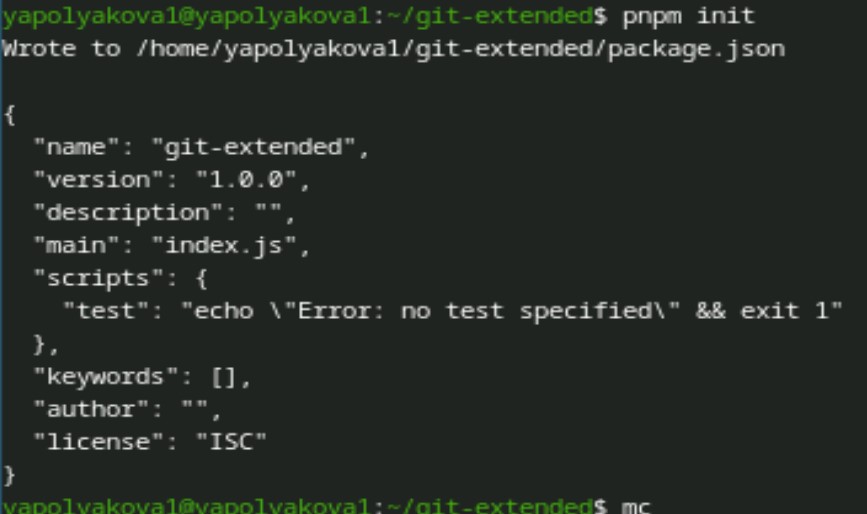 yapolyakova1@yapolyakova1:~/git-extended$ pnpm init
Wrote to /home/yapolyakova1/git-extended/package.json
{
  "name": "git-extended",
  "version": "1.0.0",
  "description": "",
  "main": "index.js",
  "scripts": {
    "test": "echo \"Error: no test specified\" && exit 1"
  },
  "keywords": [],
  "author": "",
  "license": "ISC"
}
yapolyakova1@yapolyakova1:~/git-extended$ mc